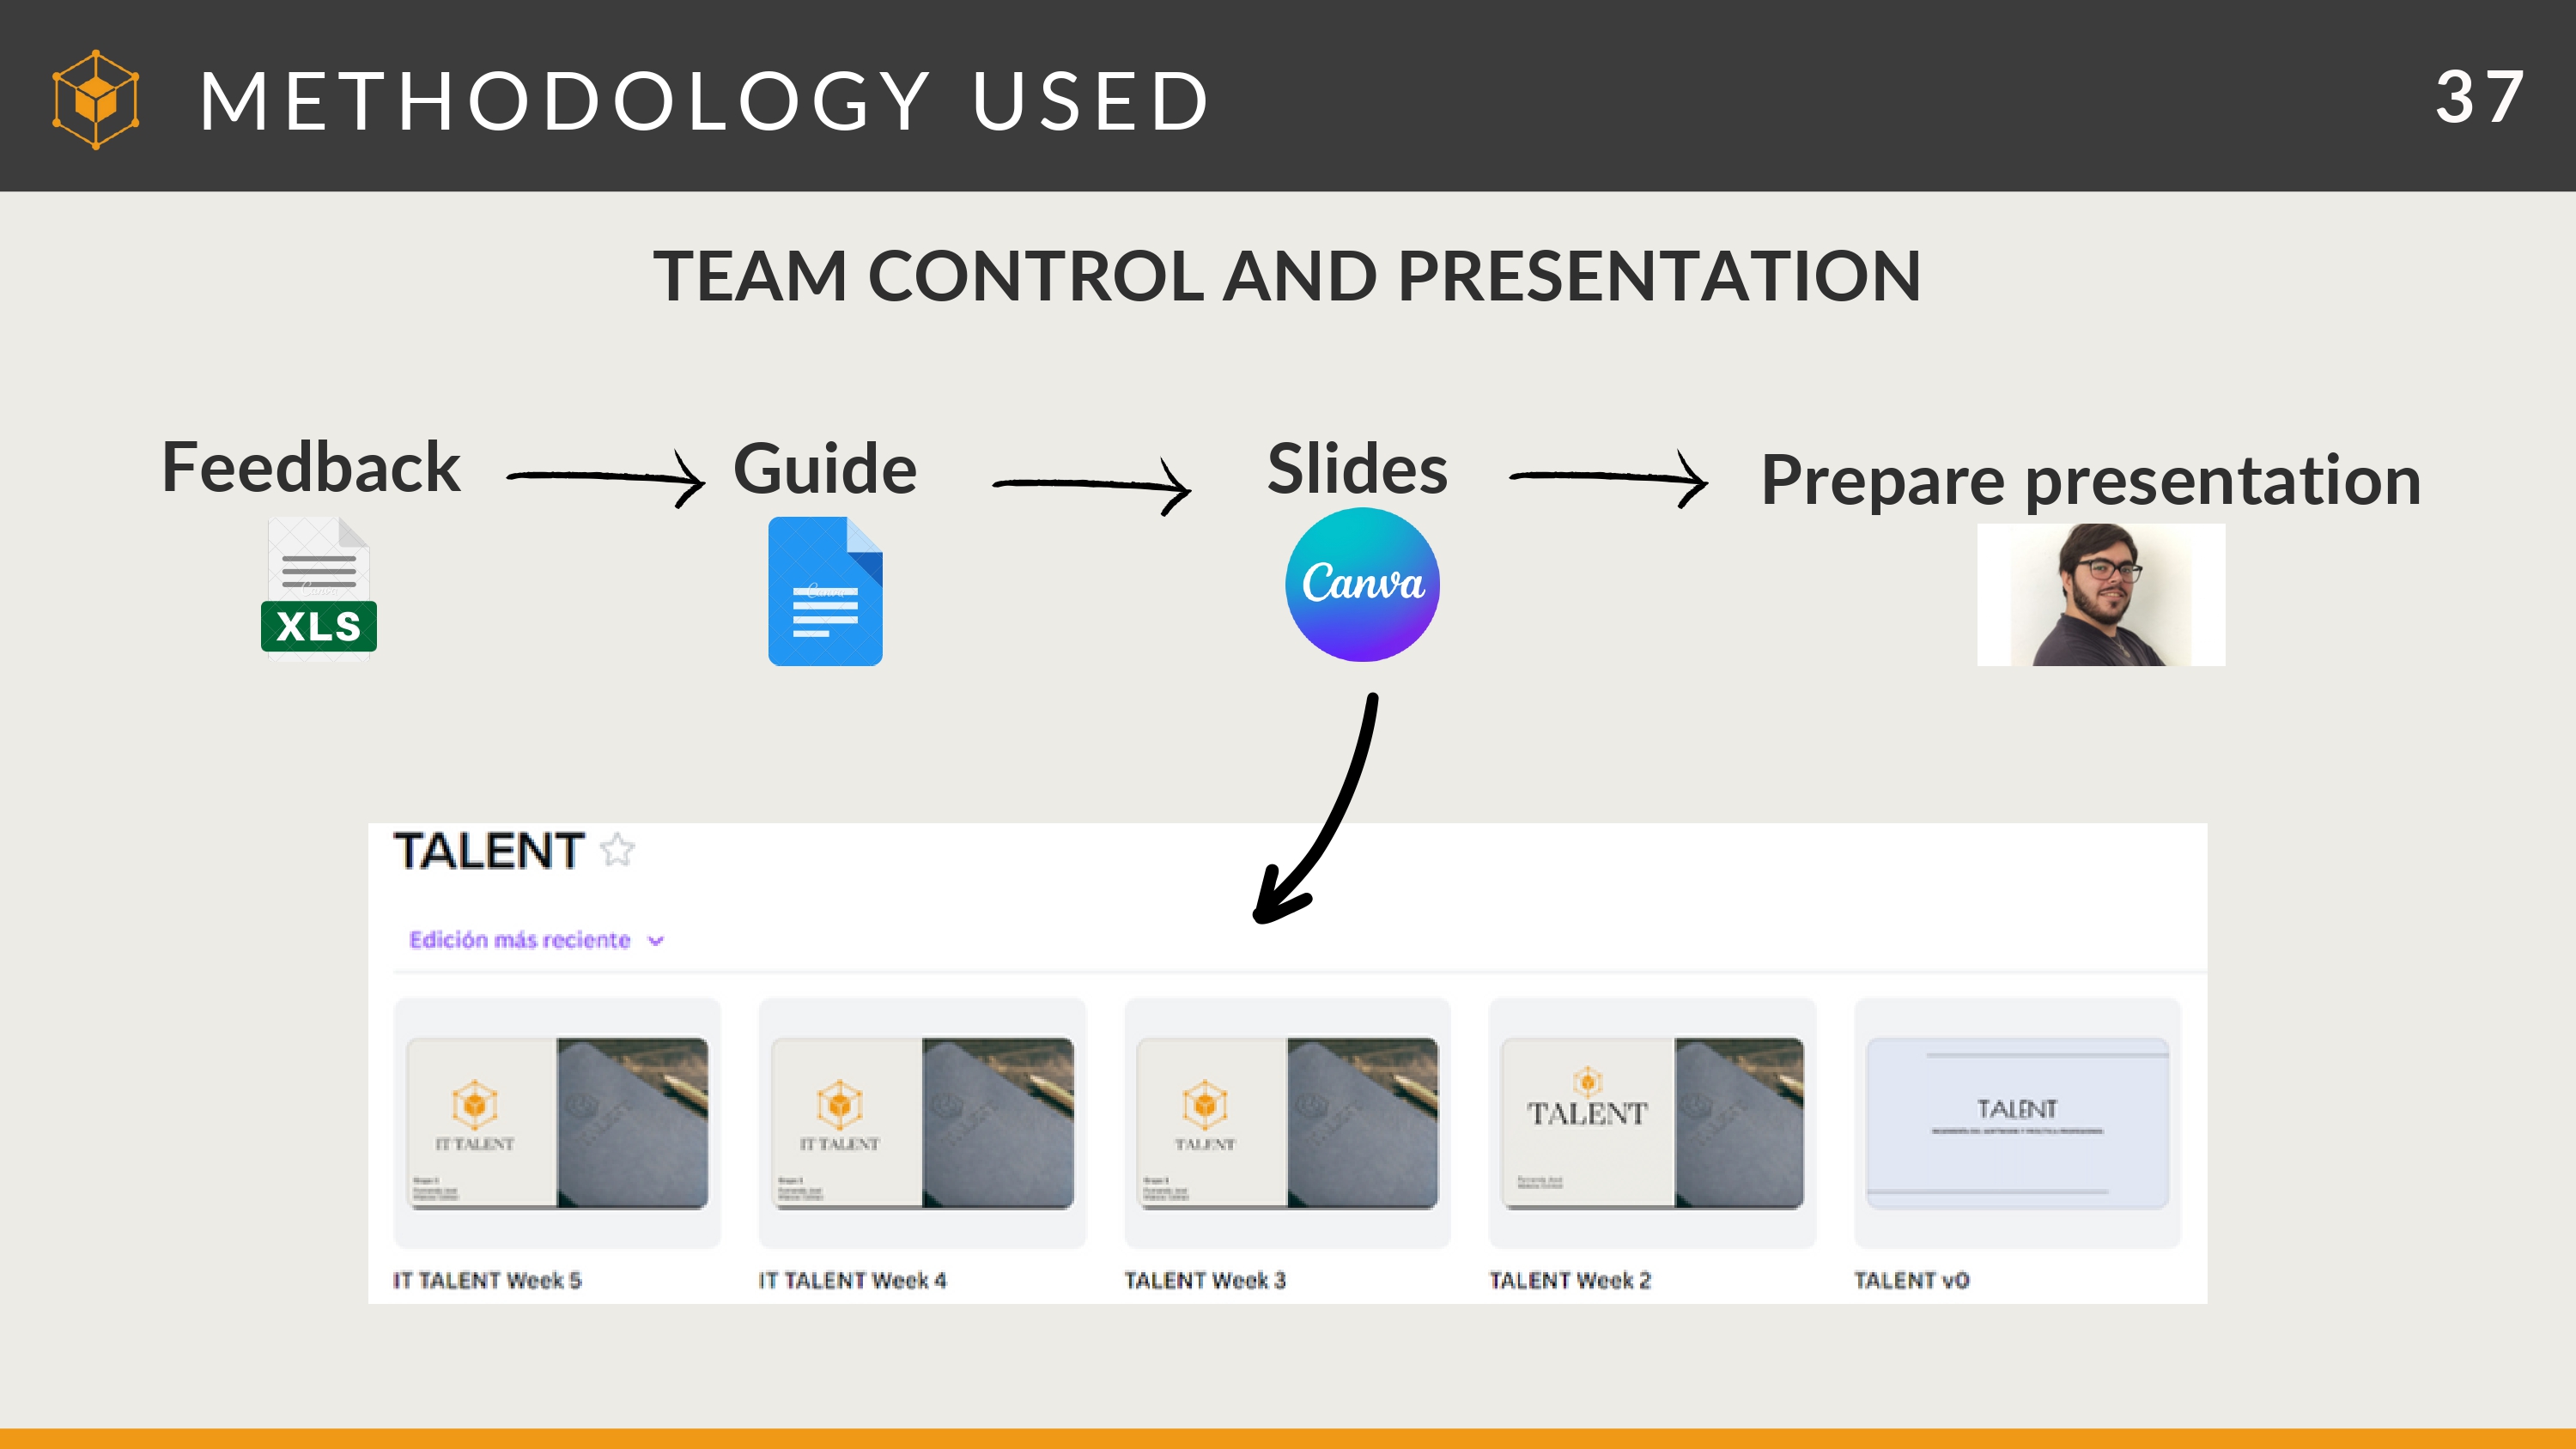 METHODOLOGY USED
37
TEAM CONTROL AND PRESENTATION
Feedback
Guide
Slides
Prepare presentation
XLS
Canva
TALENT
Edición más reciente
IT TALENT
IT TALENT
TALENT
TALENT
TALENT
IT TALENT Week 5
IT TALENT Week 4
TALENT Week 3
TALENT Week 2
TALENT v0